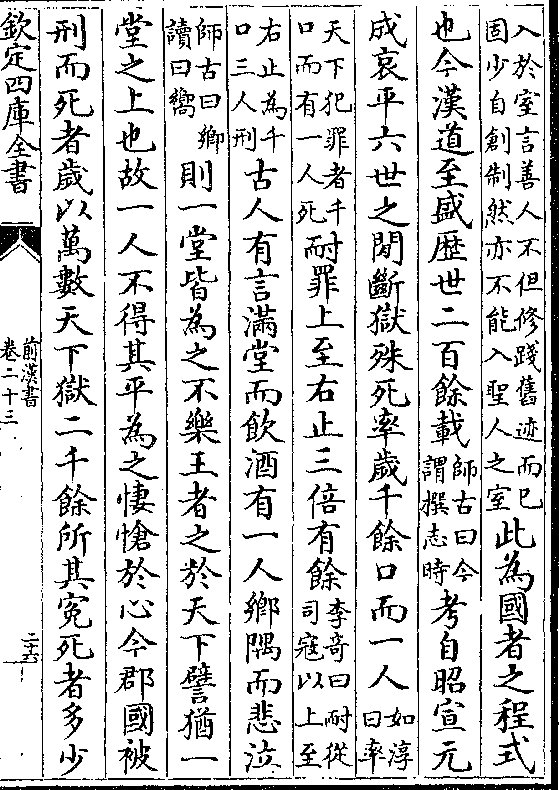 入於室言善人不但修踐舊迹而已固少自創制然亦不能入聖人之室此為國者之程式
也今漢道至盛歴世二百餘載師古曰今謂撰志時考自昭宣元
成哀平六世之閒斷獄殊死率歲千餘口而一人如淳曰率
天下犯罪者千口而有一人死耐罪上至右止三倍有餘李奇曰耐從司寇以上至
右止為千口三人刑古人有言滿堂而飲酒有一人鄉隅而悲泣
師古曰鄉讀曰嚮則一堂皆為之不樂王者之於天下譬猶一
堂之上也故一人不得其平為之悽愴於心今郡國被
刑而死者歲以萬數天下獄二千餘所其寃死者多少
欽定四庫全書
前漢書
卷二十三
二十六